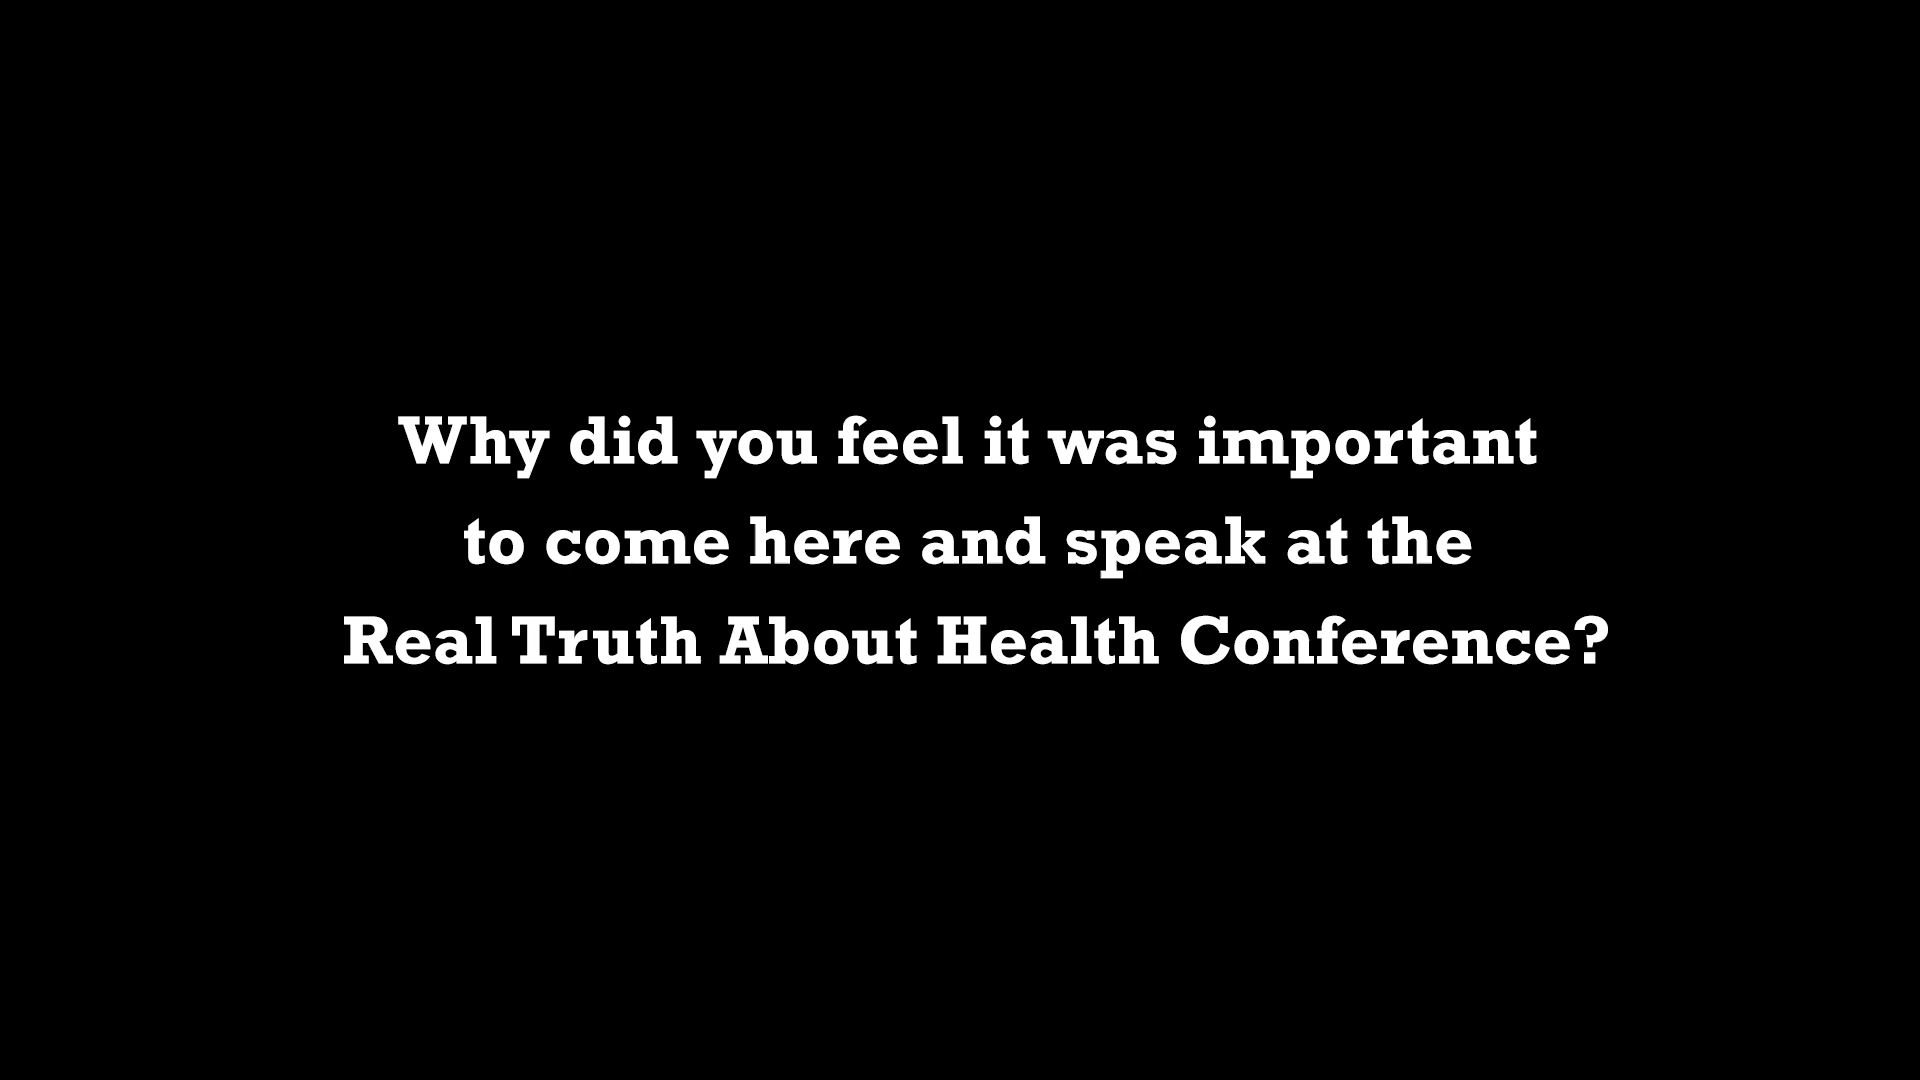 Why did you feel it was important
to come here and speak at the
Real Truth About Health Conference?